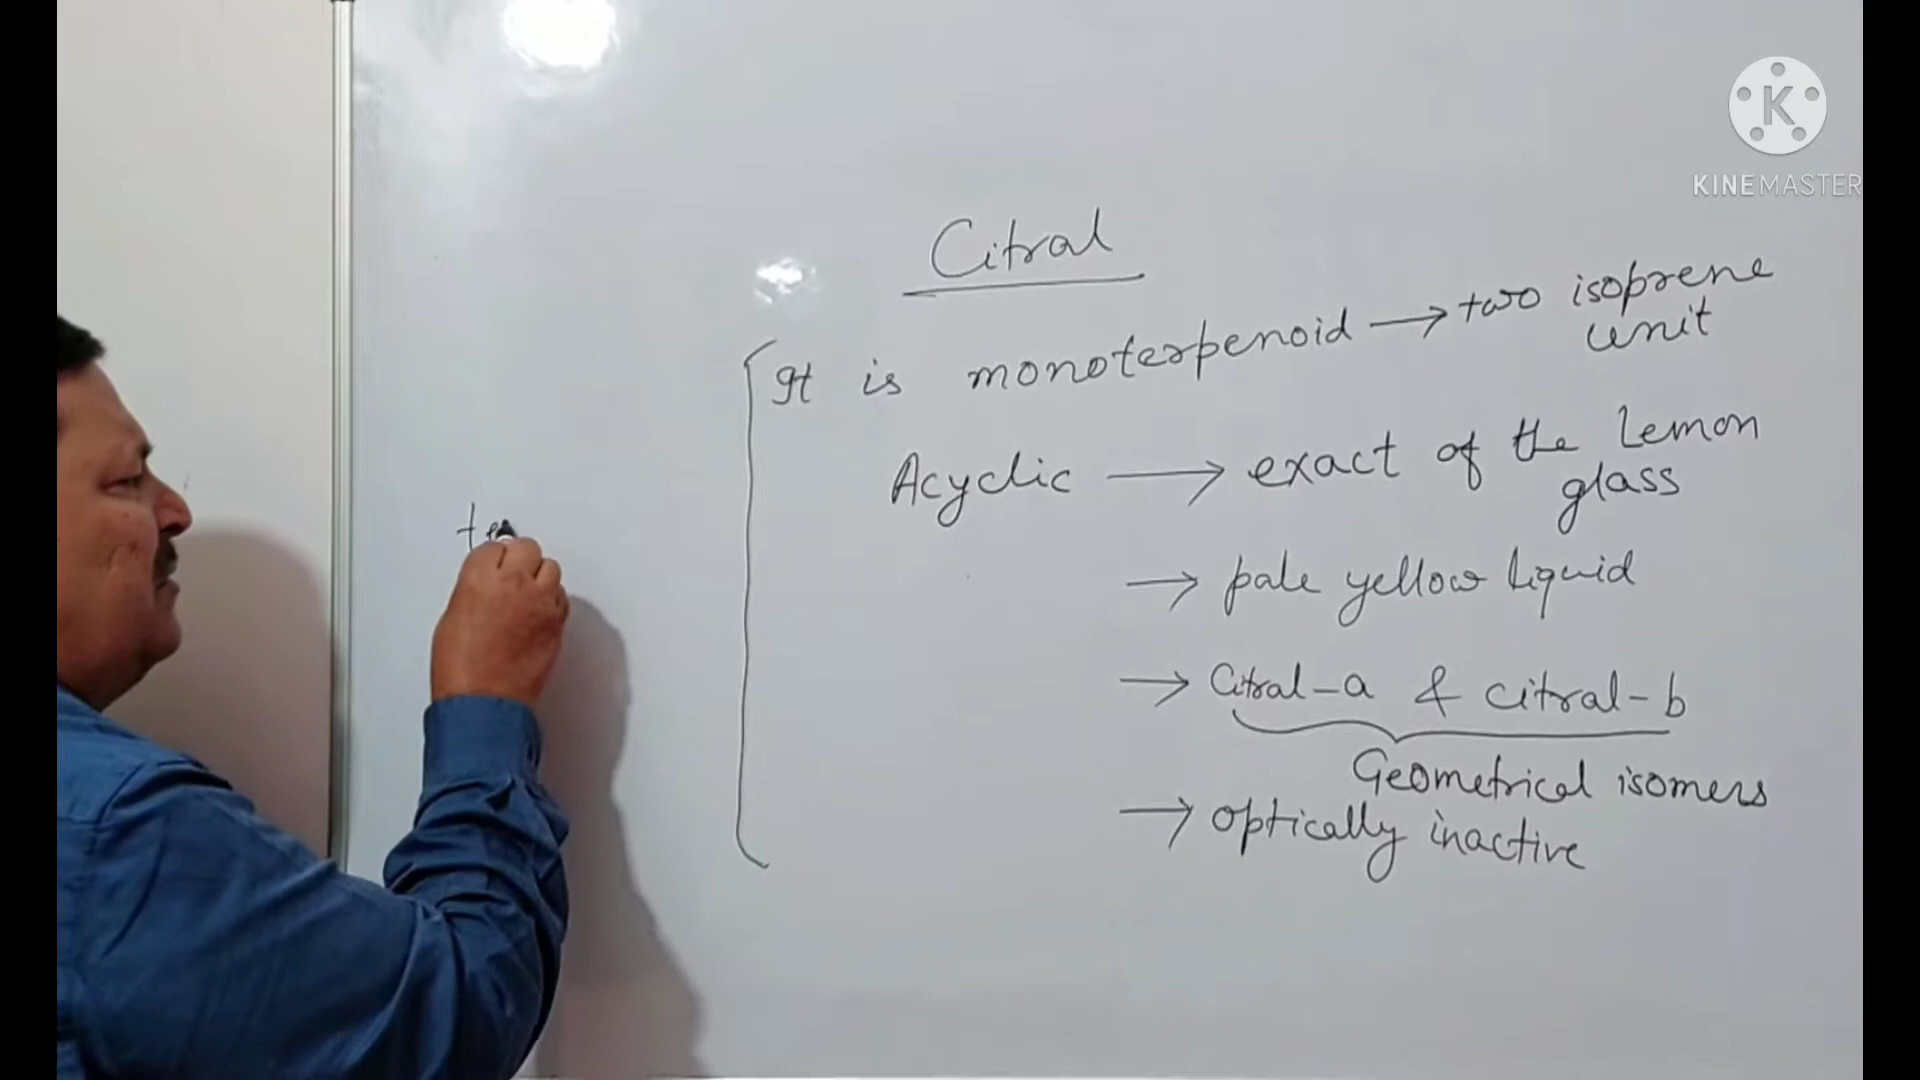 K
KINEMASTER
Citral
It is monoterpenoid → two isoprene
unit
Acyclic → exact of the Lemon
glass
→ pale yellow liquid
→ Citral-a & citral-b
Geometrical isomers
→ optically inactive